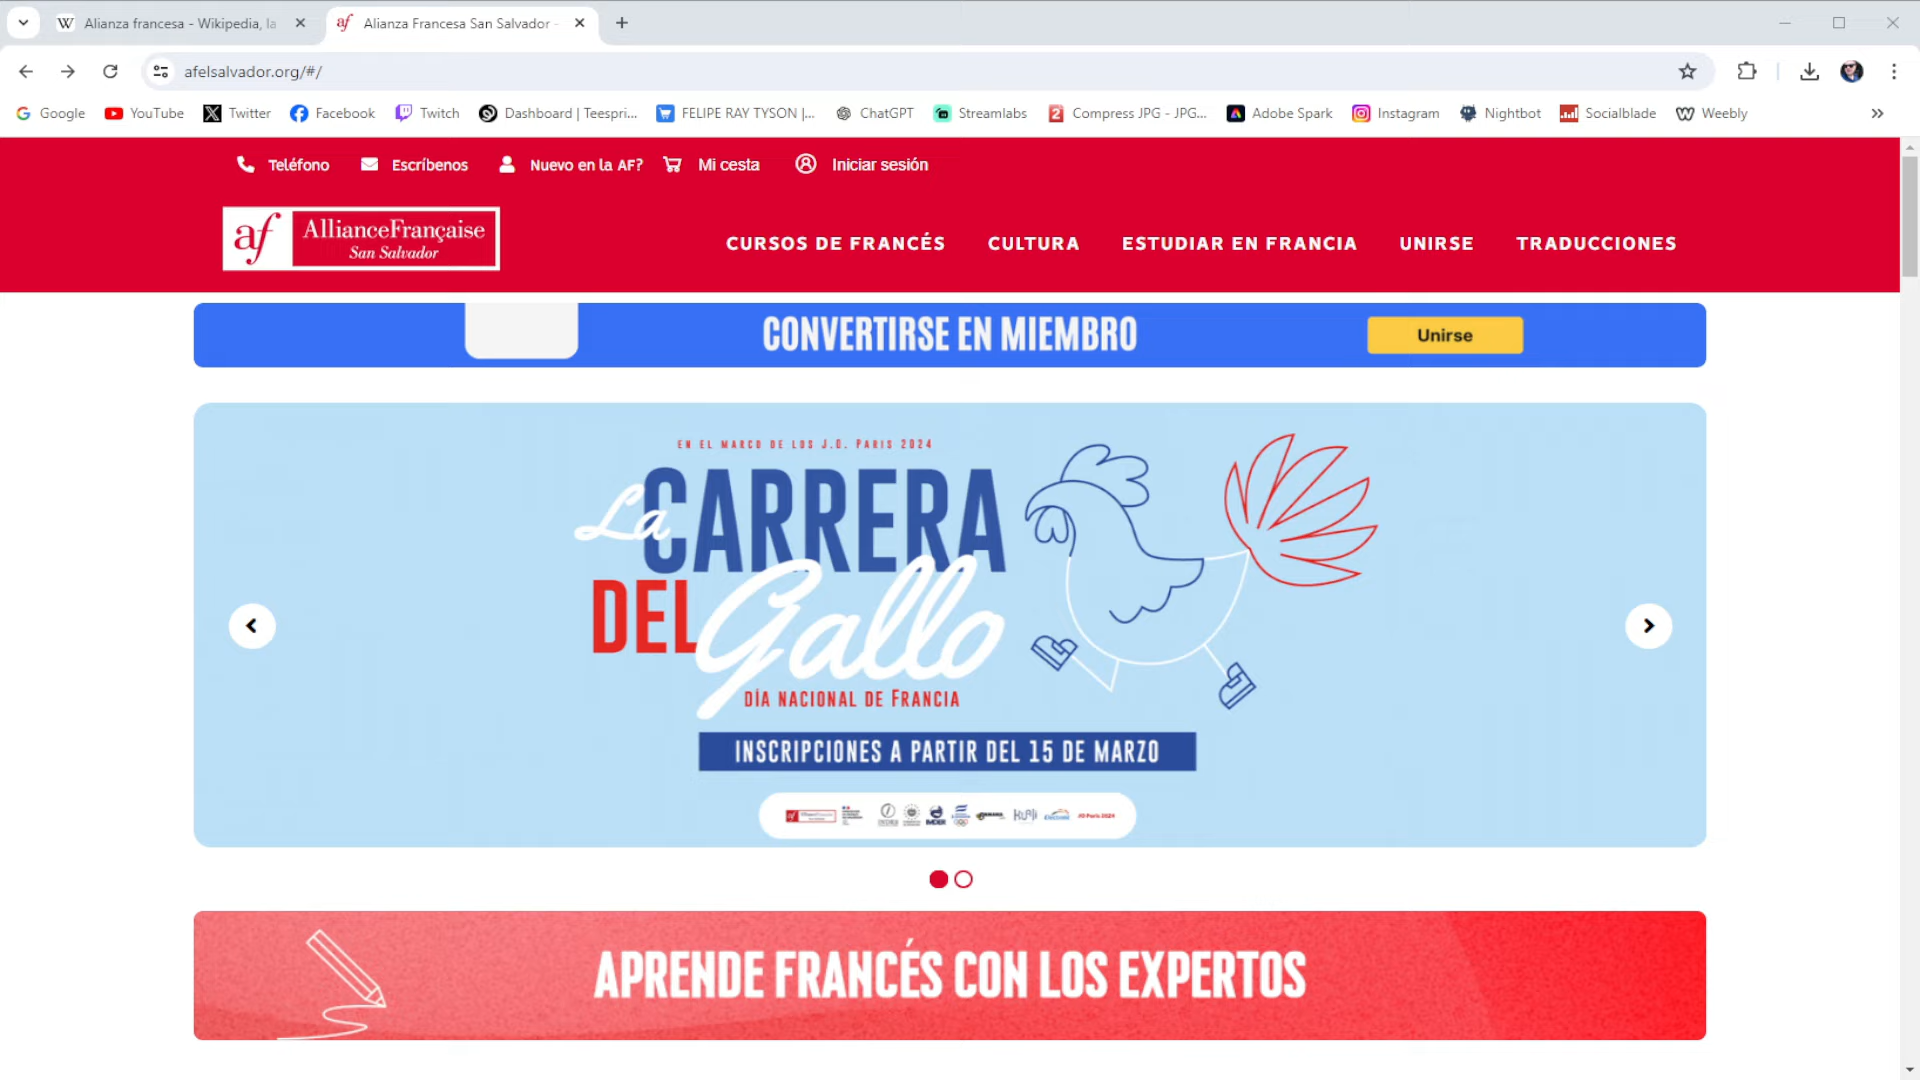 Alianza francesa - Wikipedia, la
Alianza Francesa San Salvador -
afelsalvador.org/#/
Google
YouTube
Twitter
Facebook
Twitch
Dashboard | Teespri...
FELIPE RAY TYSON |...
ChatGPT
Streamlabs
Compress JPG - JPG...
Adobe Spark
Instagram
Nightbot
Socialblade
Weebly
Teléfono
Escríbenos
Nuevo en la AF?
Mi cesta
Iniciar sesión
af AllianceFrançaise
San Salvador
CURSOS DE FRANCÉS
CULTURA
ESTUDIAR EN FRANCIA
UNIRSE
TRADUCCIONES
CONVERTIRSE EN MIEMBRO
Unirse
EN EL MARCO DE LOS J.O. PARIS 2024
La CARRERA
DEL Gallo
DÍA NACIONAL DE FRANCIA
INSCRIPCIONES A PARTIR DEL 15 DE MARZO
APRENDE FRANCÉS CON LOS EXPERTOS